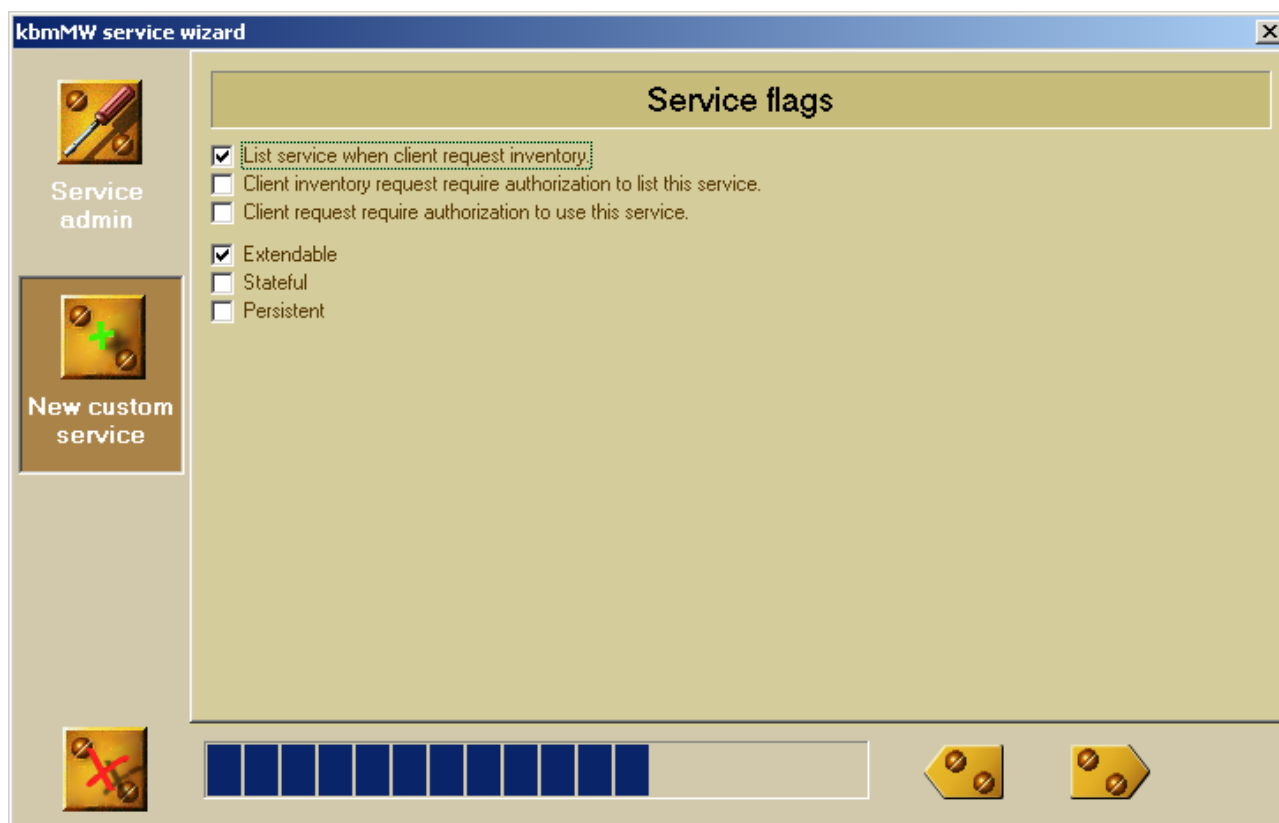 kbmMW service wizard
Service
admin
New custom
service
Service flags
List service when client request inventory.
Client inventory request require authorization to list this service.
Client request require authorization to use this service.
Extendable
Stateful
Persistent